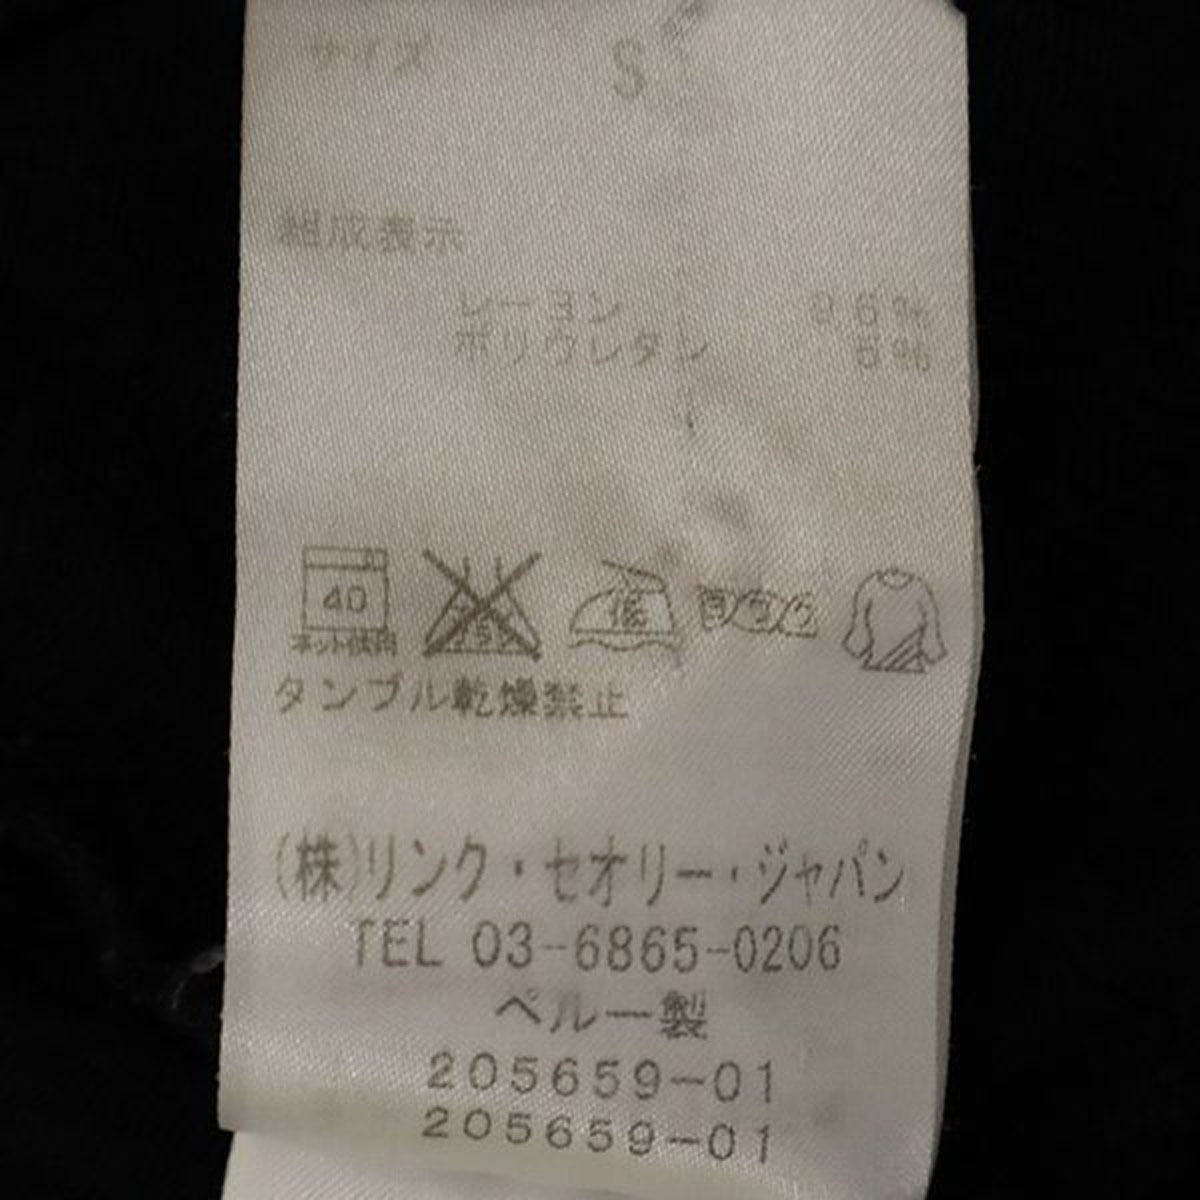 サイズ S
組成表示
レーヨン 95%
ポリウレタン 5%
40 低
ネット使用
タンブル乾燥禁止
(株)リンク・セオリー・ジャパン
TEL 03-6865-0206
ペルー製
205659-01
205659-01